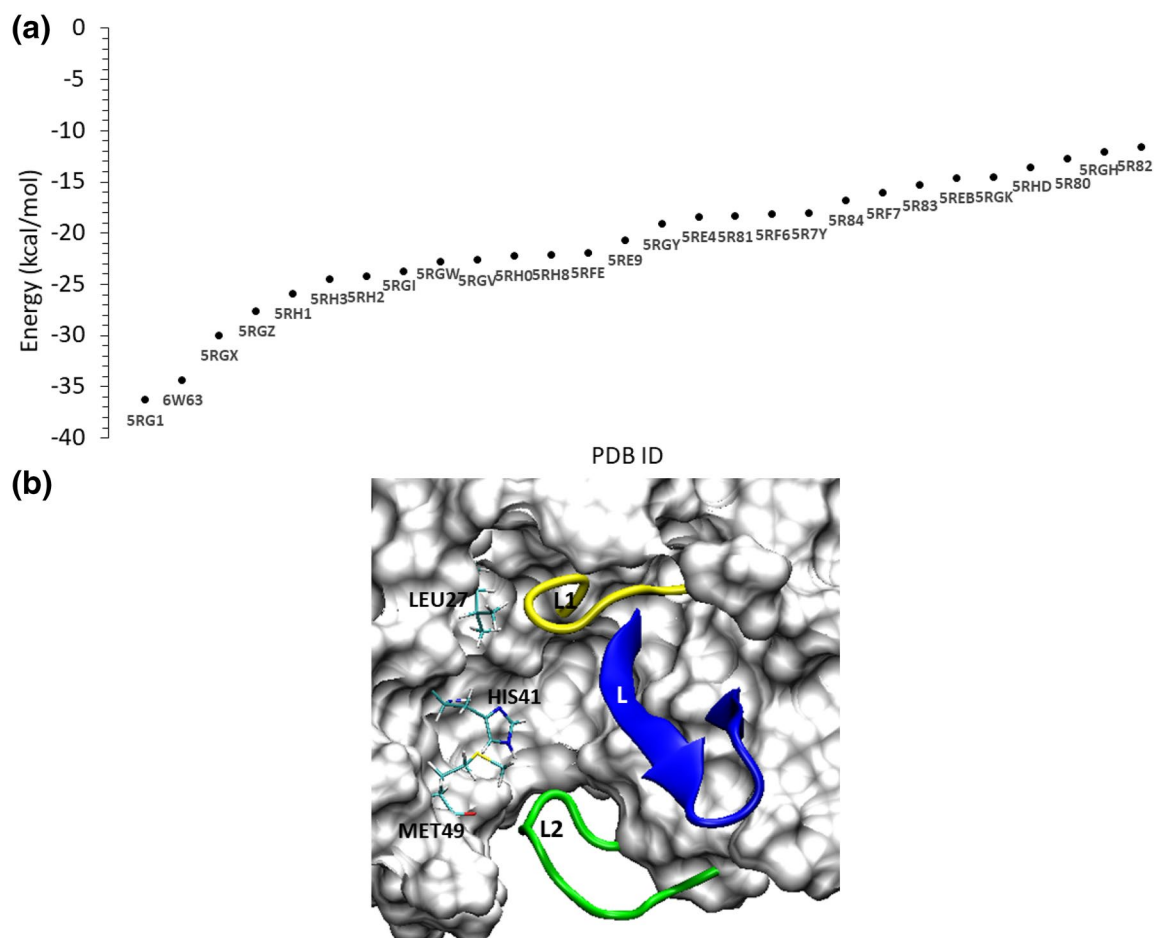 (a)
0
-5
-10
-15
-20
-25
-30
-35
-40
Energy (kcal/mol)
5RG1
6W63
5RGX
5RGZ
5RH1
5RH3
5RH2
5RGI
5RGW
5RGV
5RH0
5RH8
5RFE
5RE9
5RGY
5RE4
5R81
5RF6
5R7Y
5R84
5RF7
5R83
5REB
5RGK
5RHD
5R80
5RGH
5R82
PDB ID
(b)
LEU27
L1
HIS41
L
MET49
L2